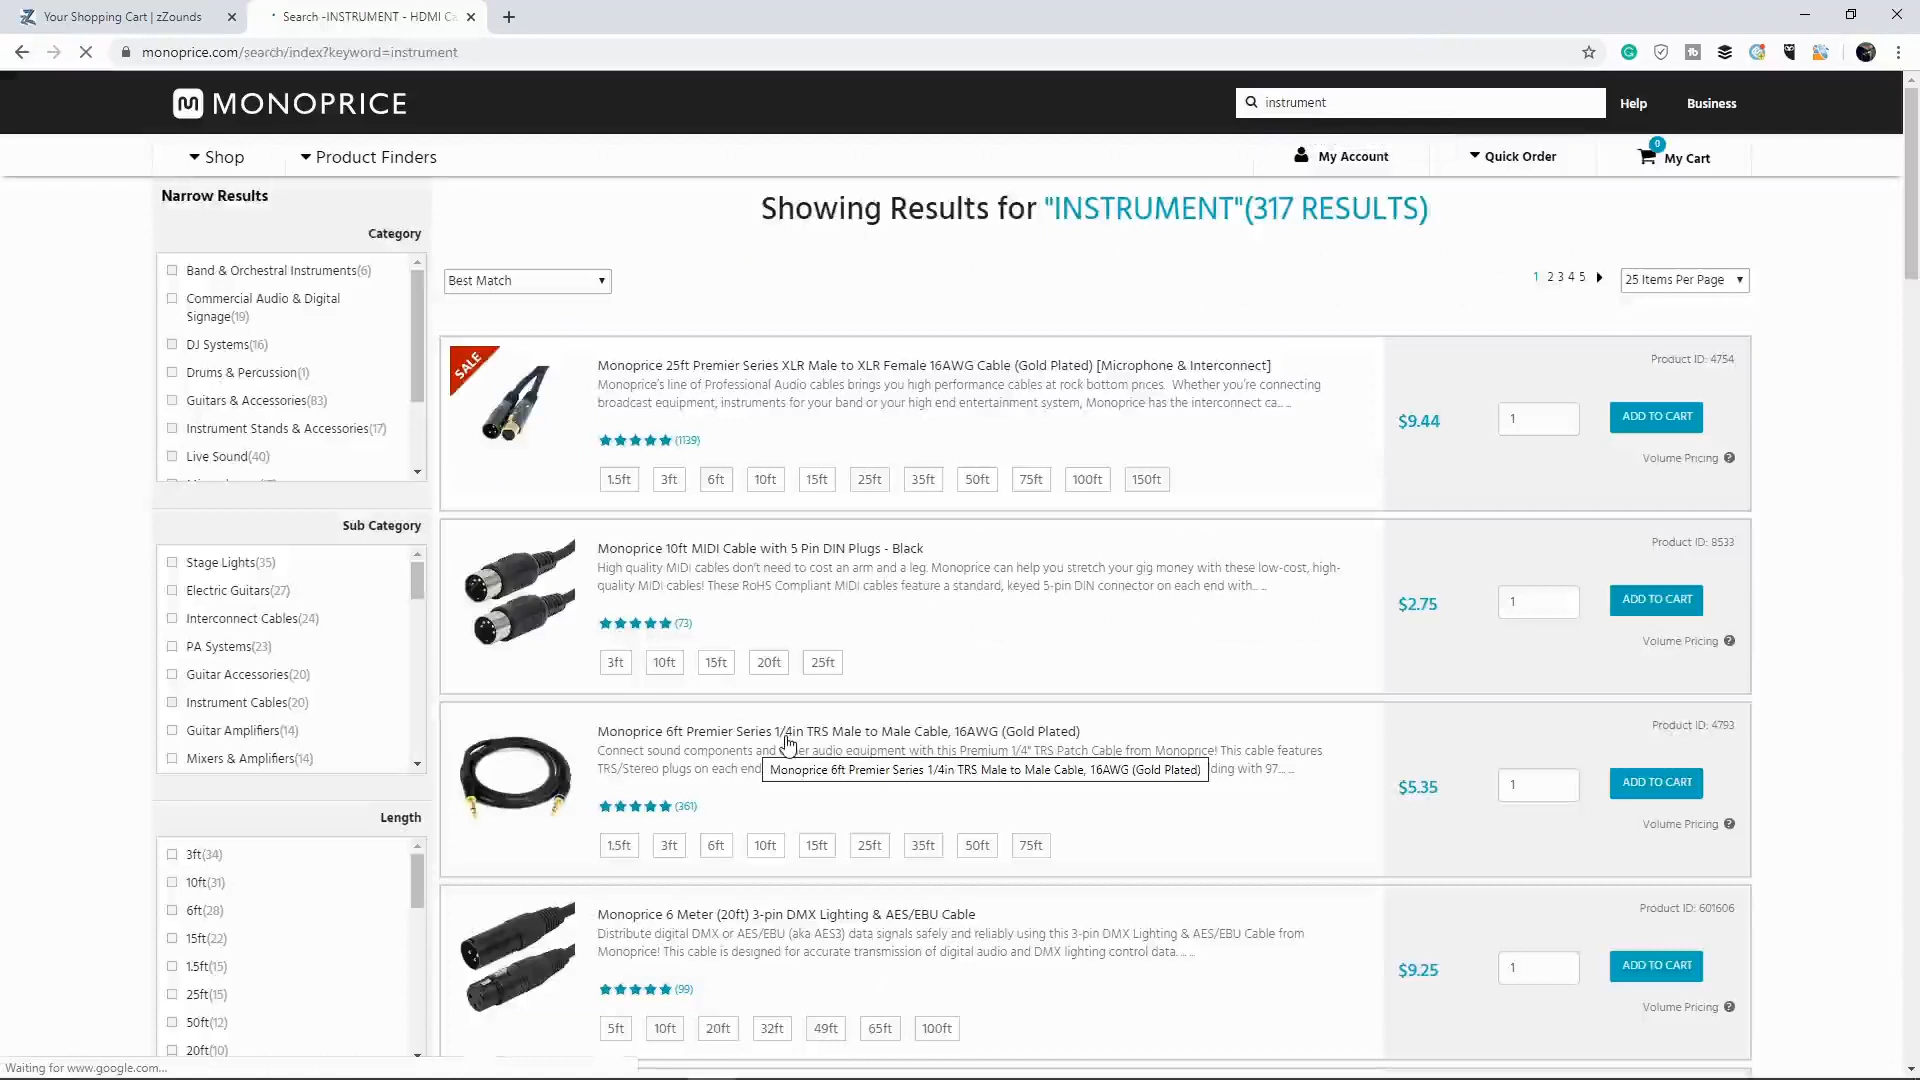 Your Shopping Cart | zZounds
Search -INSTRUMENT - HDMI Ca
monoprice.com/search/index?keyword=instrument
MONOPRICE
instrument
Help
Business
Shop
Product Finders
My Account
Quick Order
0
My Cart
Narrow Results
Category
Band & Orchestral Instruments(6)
Commercial Audio & Digital
Signage(19)
DJ Systems(16)
Drums & Percussion(1)
Guitars & Accessories(83)
Instrument Stands & Accessories(17)
Live Sound(40)
Sub Category
Stage Lights(35)
Electric Guitars(27)
Interconnect Cables(24)
PA Systems(23)
Guitar Accessories(20)
Instrument Cables(20)
Guitar Amplifiers(14)
Mixers & Amplifiers(14)
Length
3ft(34)
10ft(31)
6ft(28)
15ft(22)
1.5ft(15)
25ft(15)
50ft(12)
20ft(10)
Showing Results for "INSTRUMENT"(317 RESULTS)
Best Match
1 2 3 4 5
25 Items Per Page
SALE
Monoprice 25ft Premier Series XLR Male to XLR Female 16AWG Cable (Gold Plated) [Microphone & Interconnect]
Monoprice's line of Professional Audio cables brings you high performance cables at rock bottom prices. Whether you're connecting
broadcast equipment, instruments for your band or your high end entertainment system, Monoprice has the interconnect ca... ...
(1139)
1.5ft 3ft 6ft 10ft 15ft 25ft 35ft 50ft 75ft 100ft 150ft
Product ID: 4754
$9.44
1
ADD TO CART
Volume Pricing ?
Monoprice 10ft MIDI Cable with 5 Pin DIN Plugs - Black
High quality MIDI cables don't need to cost an arm and a leg. Monoprice can help you stretch your gig money with these low-cost, high-
quality MIDI cables! These RoHS Compliant MIDI cables feature a standard, keyed 5-pin DIN connector on each end with... ...
(73)
3ft 10ft 15ft 20ft 25ft
Product ID: 8533
$2.75
1
ADD TO CART
Volume Pricing ?
Monoprice 6ft Premier Series 1/4in TRS Male to Male Cable, 16AWG (Gold Plated)
Connect sound components and audio equipment with this Premium 1/4" TRS Patch Cable from Monoprice! This cable features
TRS/Stereo plugs on each end ding with 97... ...
Monoprice 6ft Premier Series 1/4in TRS Male to Male Cable, 16AWG (Gold Plated)
(361)
1.5ft 3ft 6ft 10ft 15ft 25ft 35ft 50ft 75ft
Product ID: 4793
$5.35
1
ADD TO CART
Volume Pricing ?
Monoprice 6 Meter (20ft) 3-pin DMX Lighting & AES/EBU Cable
Distribute digital DMX or AES/EBU (aka AES3) data signals safely and reliably using this 3-pin DMX Lighting & AES/EBU Cable from
Monoprice! This cable is designed for accurate transmission of digital audio and DMX lighting control data. ... ...
(99)
5ft 10ft 20ft 32ft 49ft 65ft 100ft
Product ID: 601606
$9.25
1
ADD TO CART
Volume Pricing ?
Waiting for www.google.com...